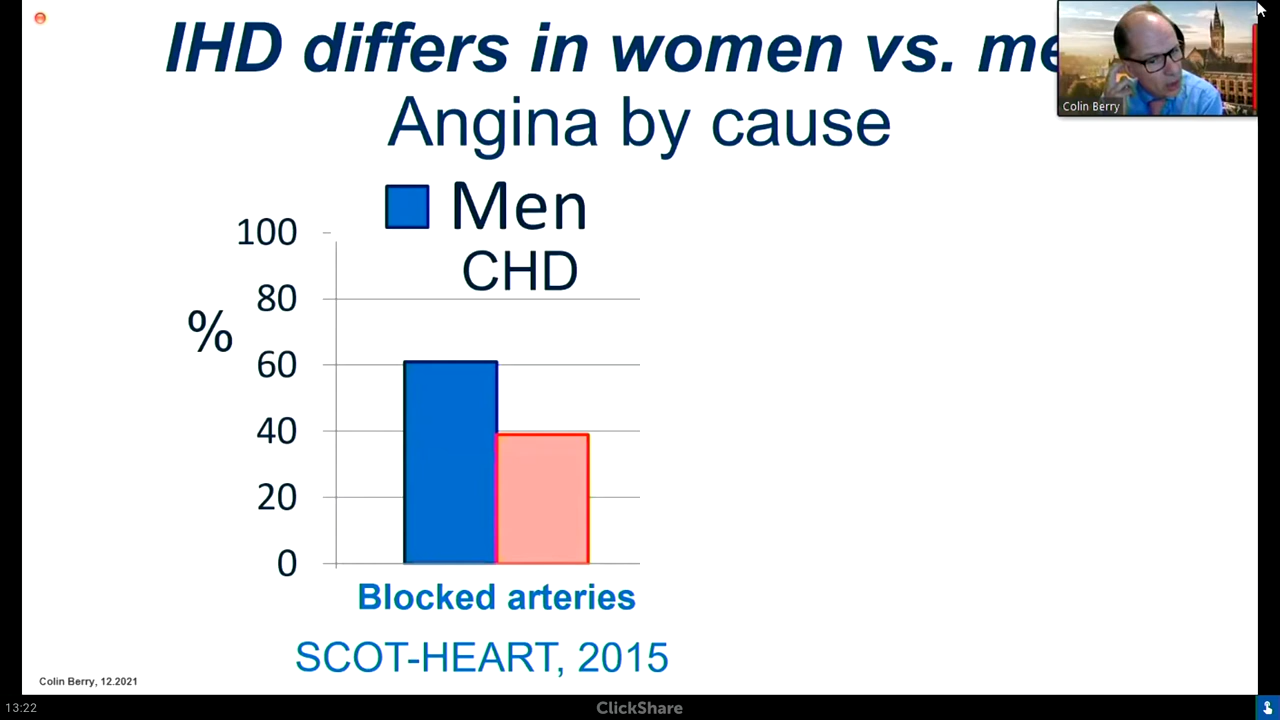 IHD differs in women vs. me
Angina by cause
Colin Berry
Men
CHD
100
80
%
60
40
20
0
Blocked arteries
SCOT-HEART, 2015
Colin Berry, 12.2021
13:22
ClickShare